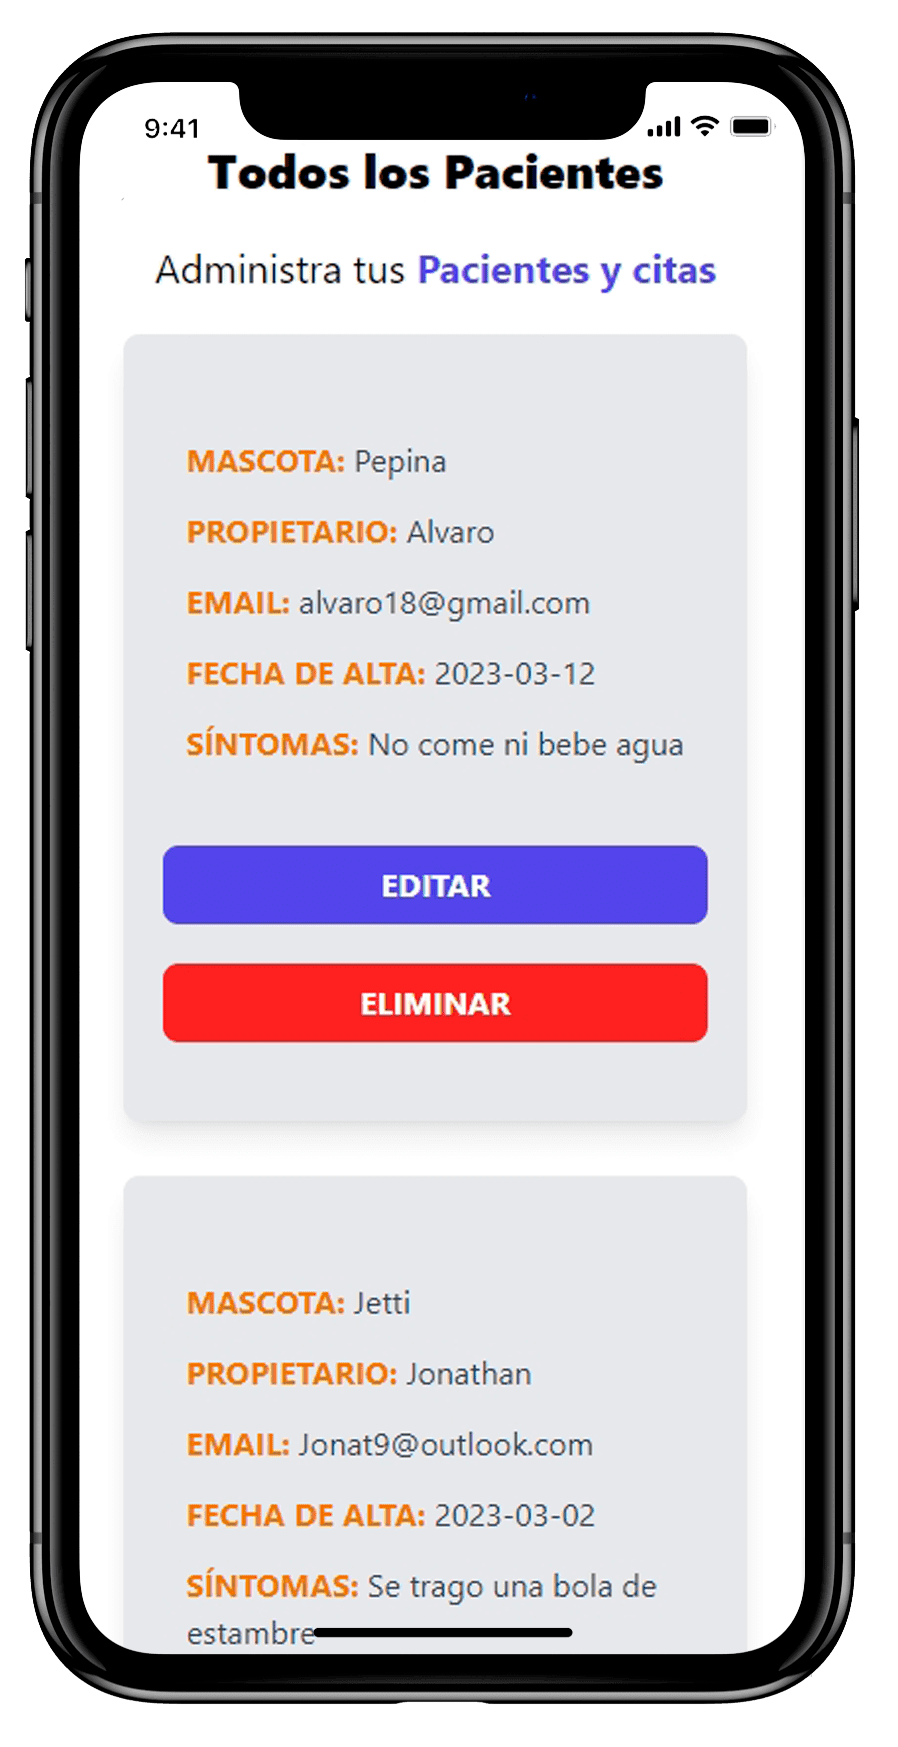 9:41
Todos los Pacientes
Administra tus Pacientes y citas
MASCOTA: Pepina
PROPIETARIO: Alvaro
EMAIL: alvaro18@gmail.com
FECHA DE ALTA: 2023-03-12
SÍNTOMAS: No come ni bebe agua
EDITAR
ELIMINAR
MASCOTA: Jetti
PROPIETARIO: Jonathan
EMAIL: Jonat9@outlook.com
FECHA DE ALTA: 2023-03-02
SÍNTOMAS: Se trago una bola de
estambre